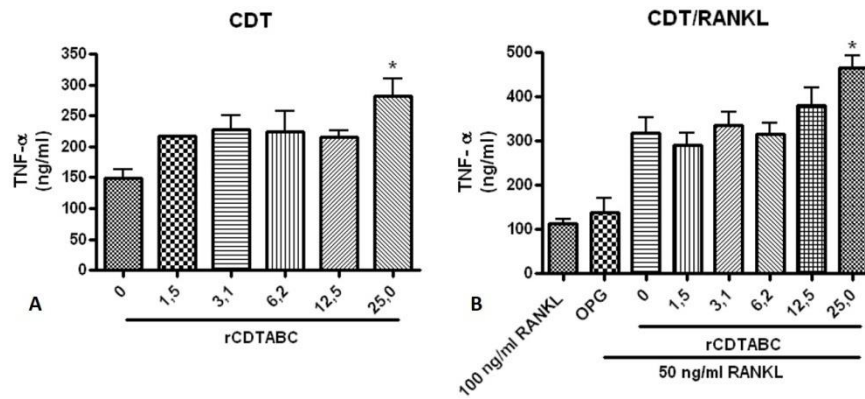 CDT
TNF-α
(ng/ml)
350
300
250
200
150
100
50
0
0
1,5
3,1
6,2
12,5
25,0
*
rCDTABC
A
CDT/RANKL
TNF- α
(ng/ml)
500
400
300
200
100
0
100 ng/ml RANKL
OPG
0
1,5
3,1
6,2
12,5
25,0
*
rCDTABC
50 ng/ml RANKL
B